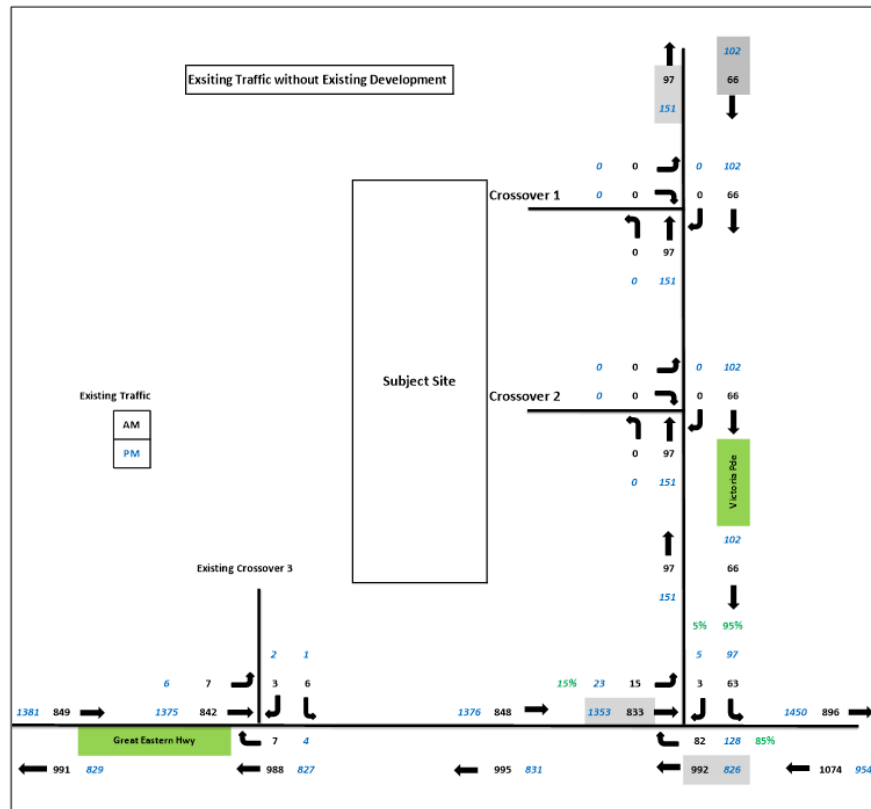 102
Exsiting Traffic without Existing Development
97 66
151
0 0 0 102
Crossover 1 0 0 0 66
0 97
0 151
0 0 0 102
Subject Site
Existing Traffic Crossover 2 0 0 0 66
AM
PM
0 97
0 151
Victoria Pde
102
Existing Crossover 3 97 66
151
5% 95%
2 1 5 97
6 7 3 6 15% 23 15 3 63
1381 849 1375 842 1376 848 1353 833 1450 896
Great Eastern Hwy 7 4 82 128 85%
991 829 988 827 995 831 992 826 1074 954